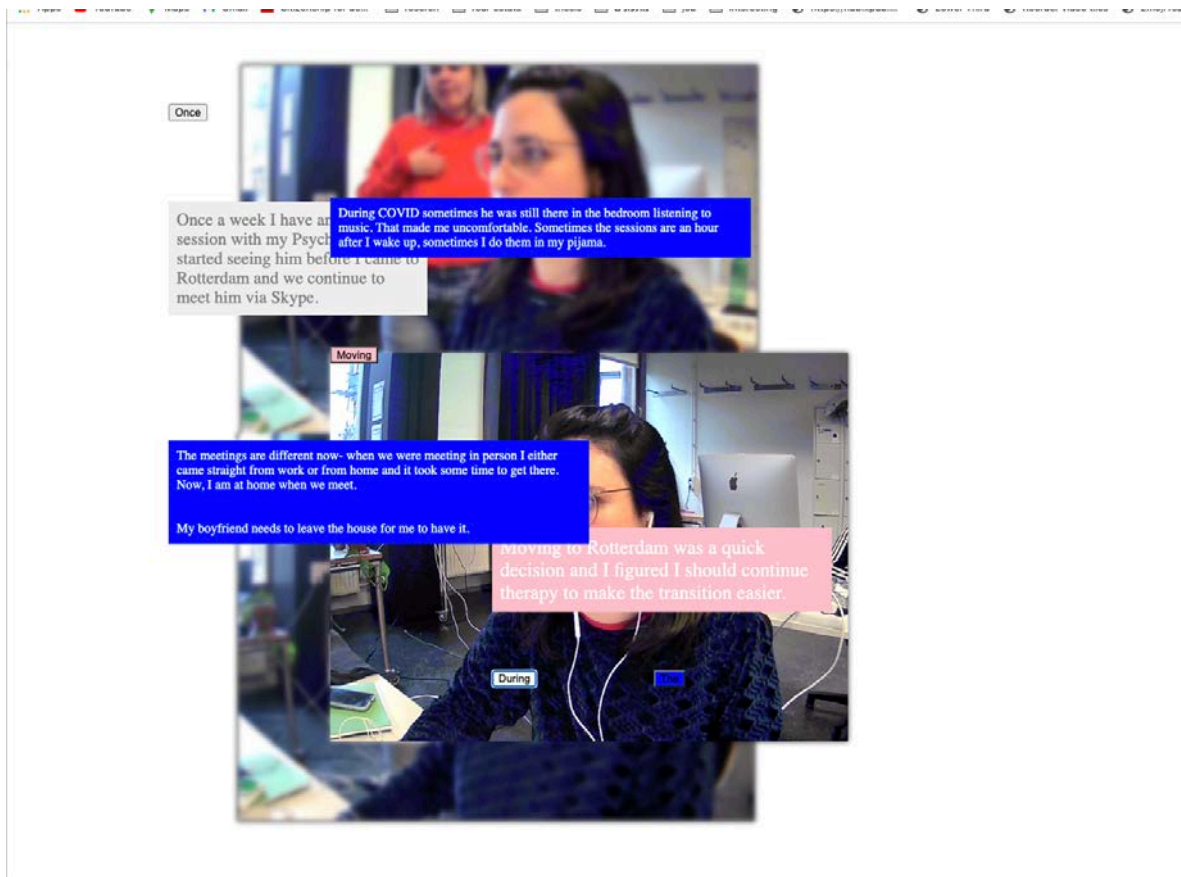 Apps
YouTube
Maps
Gmail
Once
Once a week I have an
session with my Psych
started seeing him before I came to
Rotterdam and we continue to
meet him via Skype.
During COVID sometimes he was still there in the bedroom listening to
music. That made me uncomfortable. Sometimes the sessions are an hour
after I wake up, sometimes I do them in my pijama.
Moving
The meetings are different now- when we were meeting in person I either
came straight from work or from home and it took some time to get there.
Now, I am at home when we meet.
My boyfriend needs to leave the house for me to have it.
Moving to Rotterdam was a quick
decision and I figured I should continue
therapy to make the transition easier.
During
The